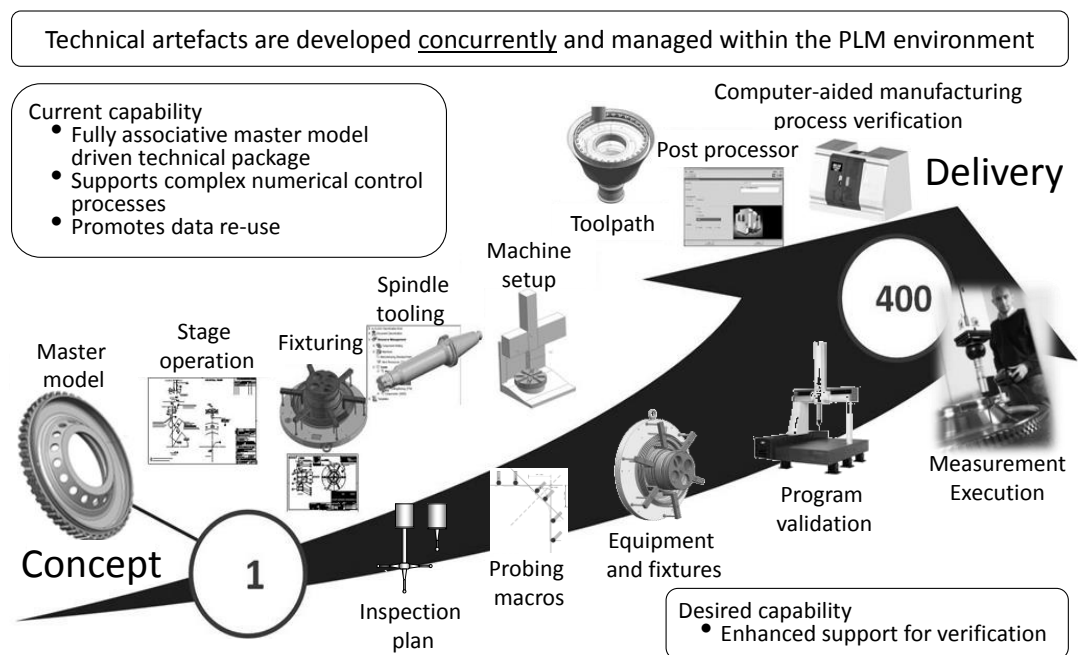 Technical artefacts are developed concurrently and managed within the PLM environment
Current capability
• Fully associative master model
driven technical package
• Supports complex numerical control
processes
• Promotes data re-use
Computer-aided manufacturing
process verification
Post processor
Delivery
Toolpath
Machine
setup
Spindle
tooling
Fixturing
Stage
operation
Master
model
400
Concept
1
Inspection
plan
Probing
macros
Equipment
and fixtures
Program
validation
Measurement
Execution
Desired capability
• Enhanced support for verification